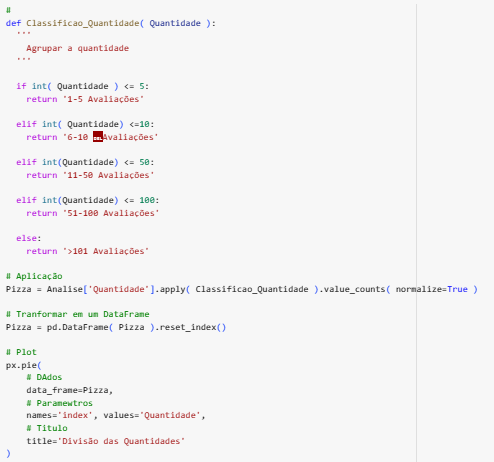 #
def Classificao_Quantidade( Quantidade ):
  '''
    Agrupar a quantidade
  '''

  if int( Quantidade ) <= 5:
    return '1-5 Avaliações'

  elif int( Quantidade) <=10:
    return '6-10 Avaliações'

  elif int(Quantidade) <= 50:
    return '11-50 Avaliações'

  elif int(Quantidade) <= 100:
    return '51-100 Avaliações'

  else:
    return '>101 Avaliações'

# Aplicação
Pizza = Analise['Quantidade'].apply( Classificao_Quantidade ).value_counts( normalize=True )

# Tranformar em um DataFrame
Pizza = pd.DataFrame( Pizza ).reset_index()

# Plot
px.pie(
    # DAdos
    data_frame=Pizza,
    # Paramewtros
    names='index', values='Quantidade',
    # Titulo
    title='Divisão das Quantidades'
)